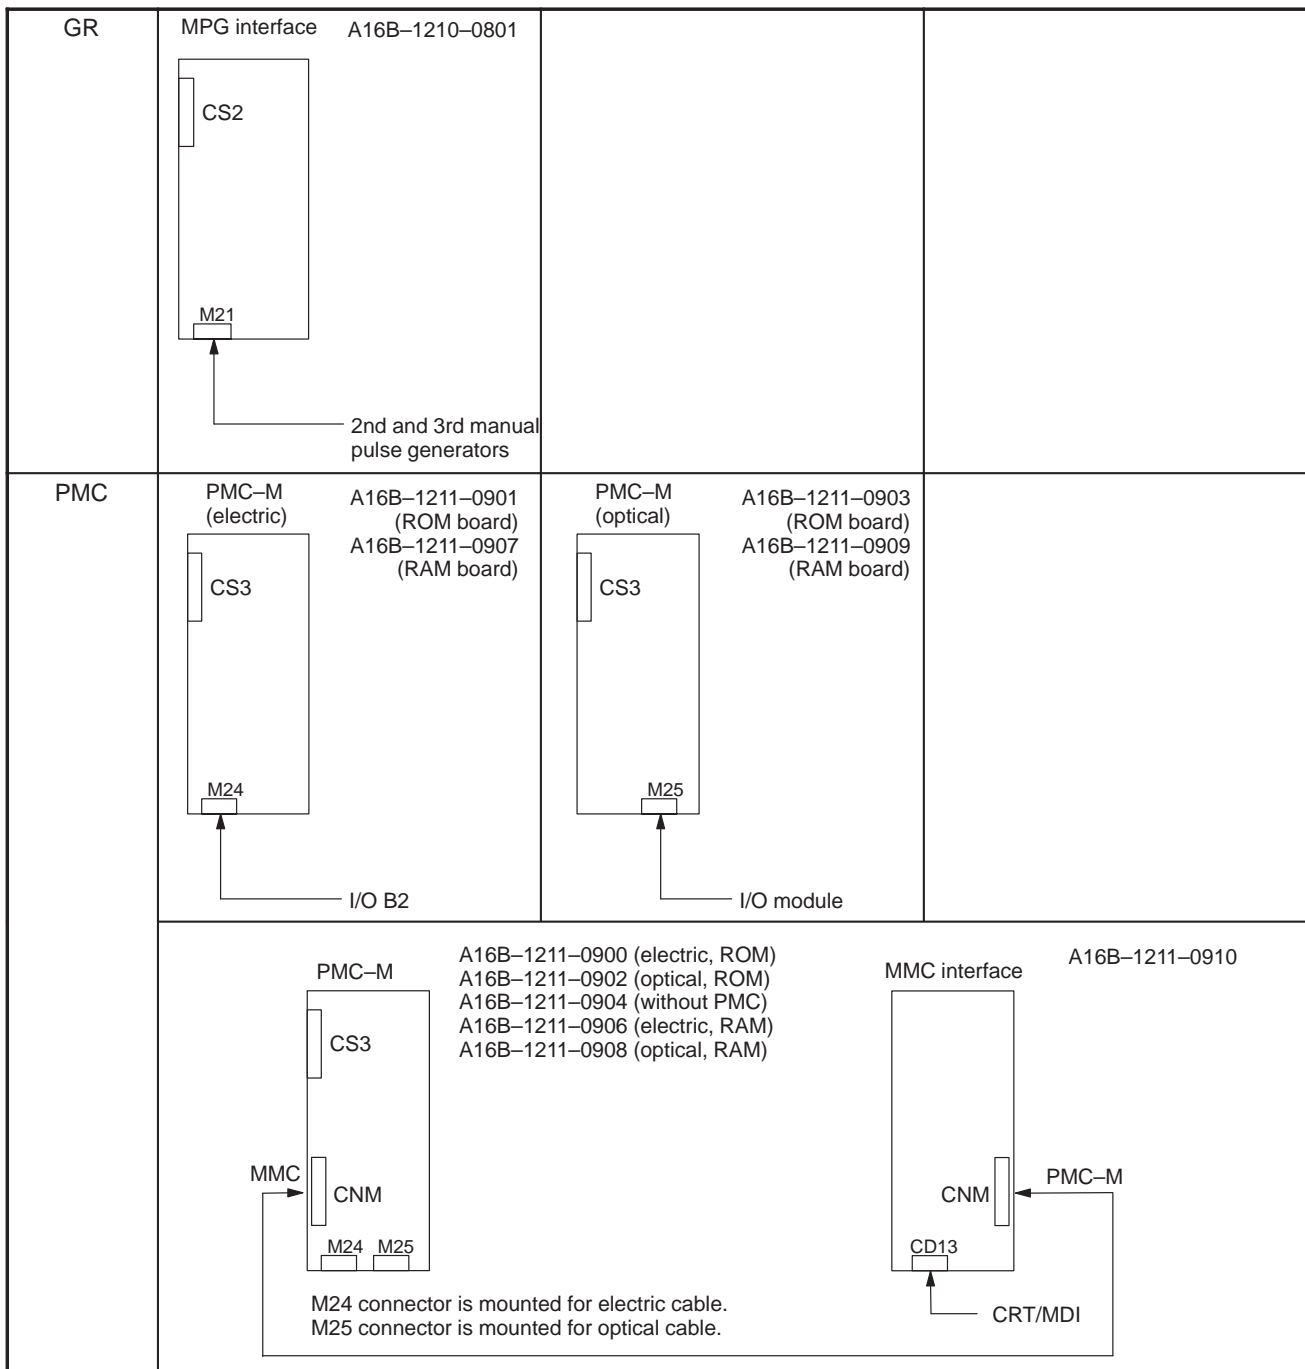 GR
MPG interface
A16B–1210–0801
CS2
M21
2nd and 3rd manual
pulse generators
PMC
PMC–M
(electric)
A16B–1211–0901
(ROM board)
A16B–1211–0907
(RAM board)
CS3
M24
I/O B2
PMC–M
(optical)
A16B–1211–0903
(ROM board)
A16B–1211–0909
(RAM board)
CS3
M25
I/O module
PMC–M
A16B–1211–0900 (electric, ROM)
A16B–1211–0902 (optical, ROM)
A16B–1211–0904 (without PMC)
A16B–1211–0906 (electric, RAM)
A16B–1211–0908 (optical, RAM)
CS3
MMC
CNM
M24 M25
M24 connector is mounted for electric cable.
M25 connector is mounted for optical cable.
MMC interface
A16B–1211–0910
CNM
PMC–M
CD13
CRT/MDI